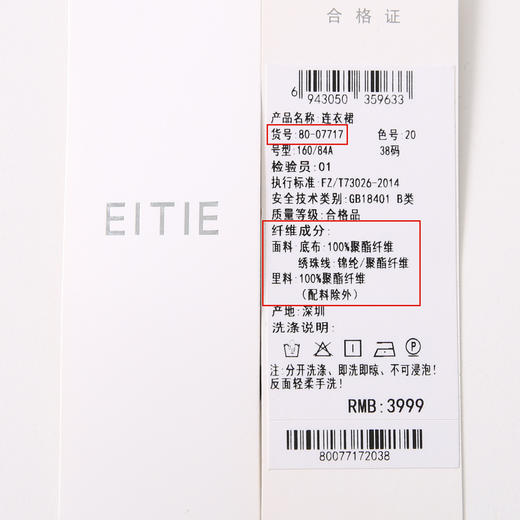 合格证
6 943050 359633
产品名称:连衣裙
货号:80-07717 色号:20
号型:160/84A 38码
检验员:01
执行标准:FZ/T73026-2014
安全技术类别:GB18401 B类
质量等级:合格品
纤维成分:
面料:底布:100%聚酯纤维
绣珠线:锦纶/聚酯纤维
里料:100%聚酯纤维
(配料除外)
产地:深圳
洗涤说明:
P
注:分开洗涤、即洗即晾、不可浸泡!
反面轻柔手洗!
RMB:3999
80077172038
EITIE